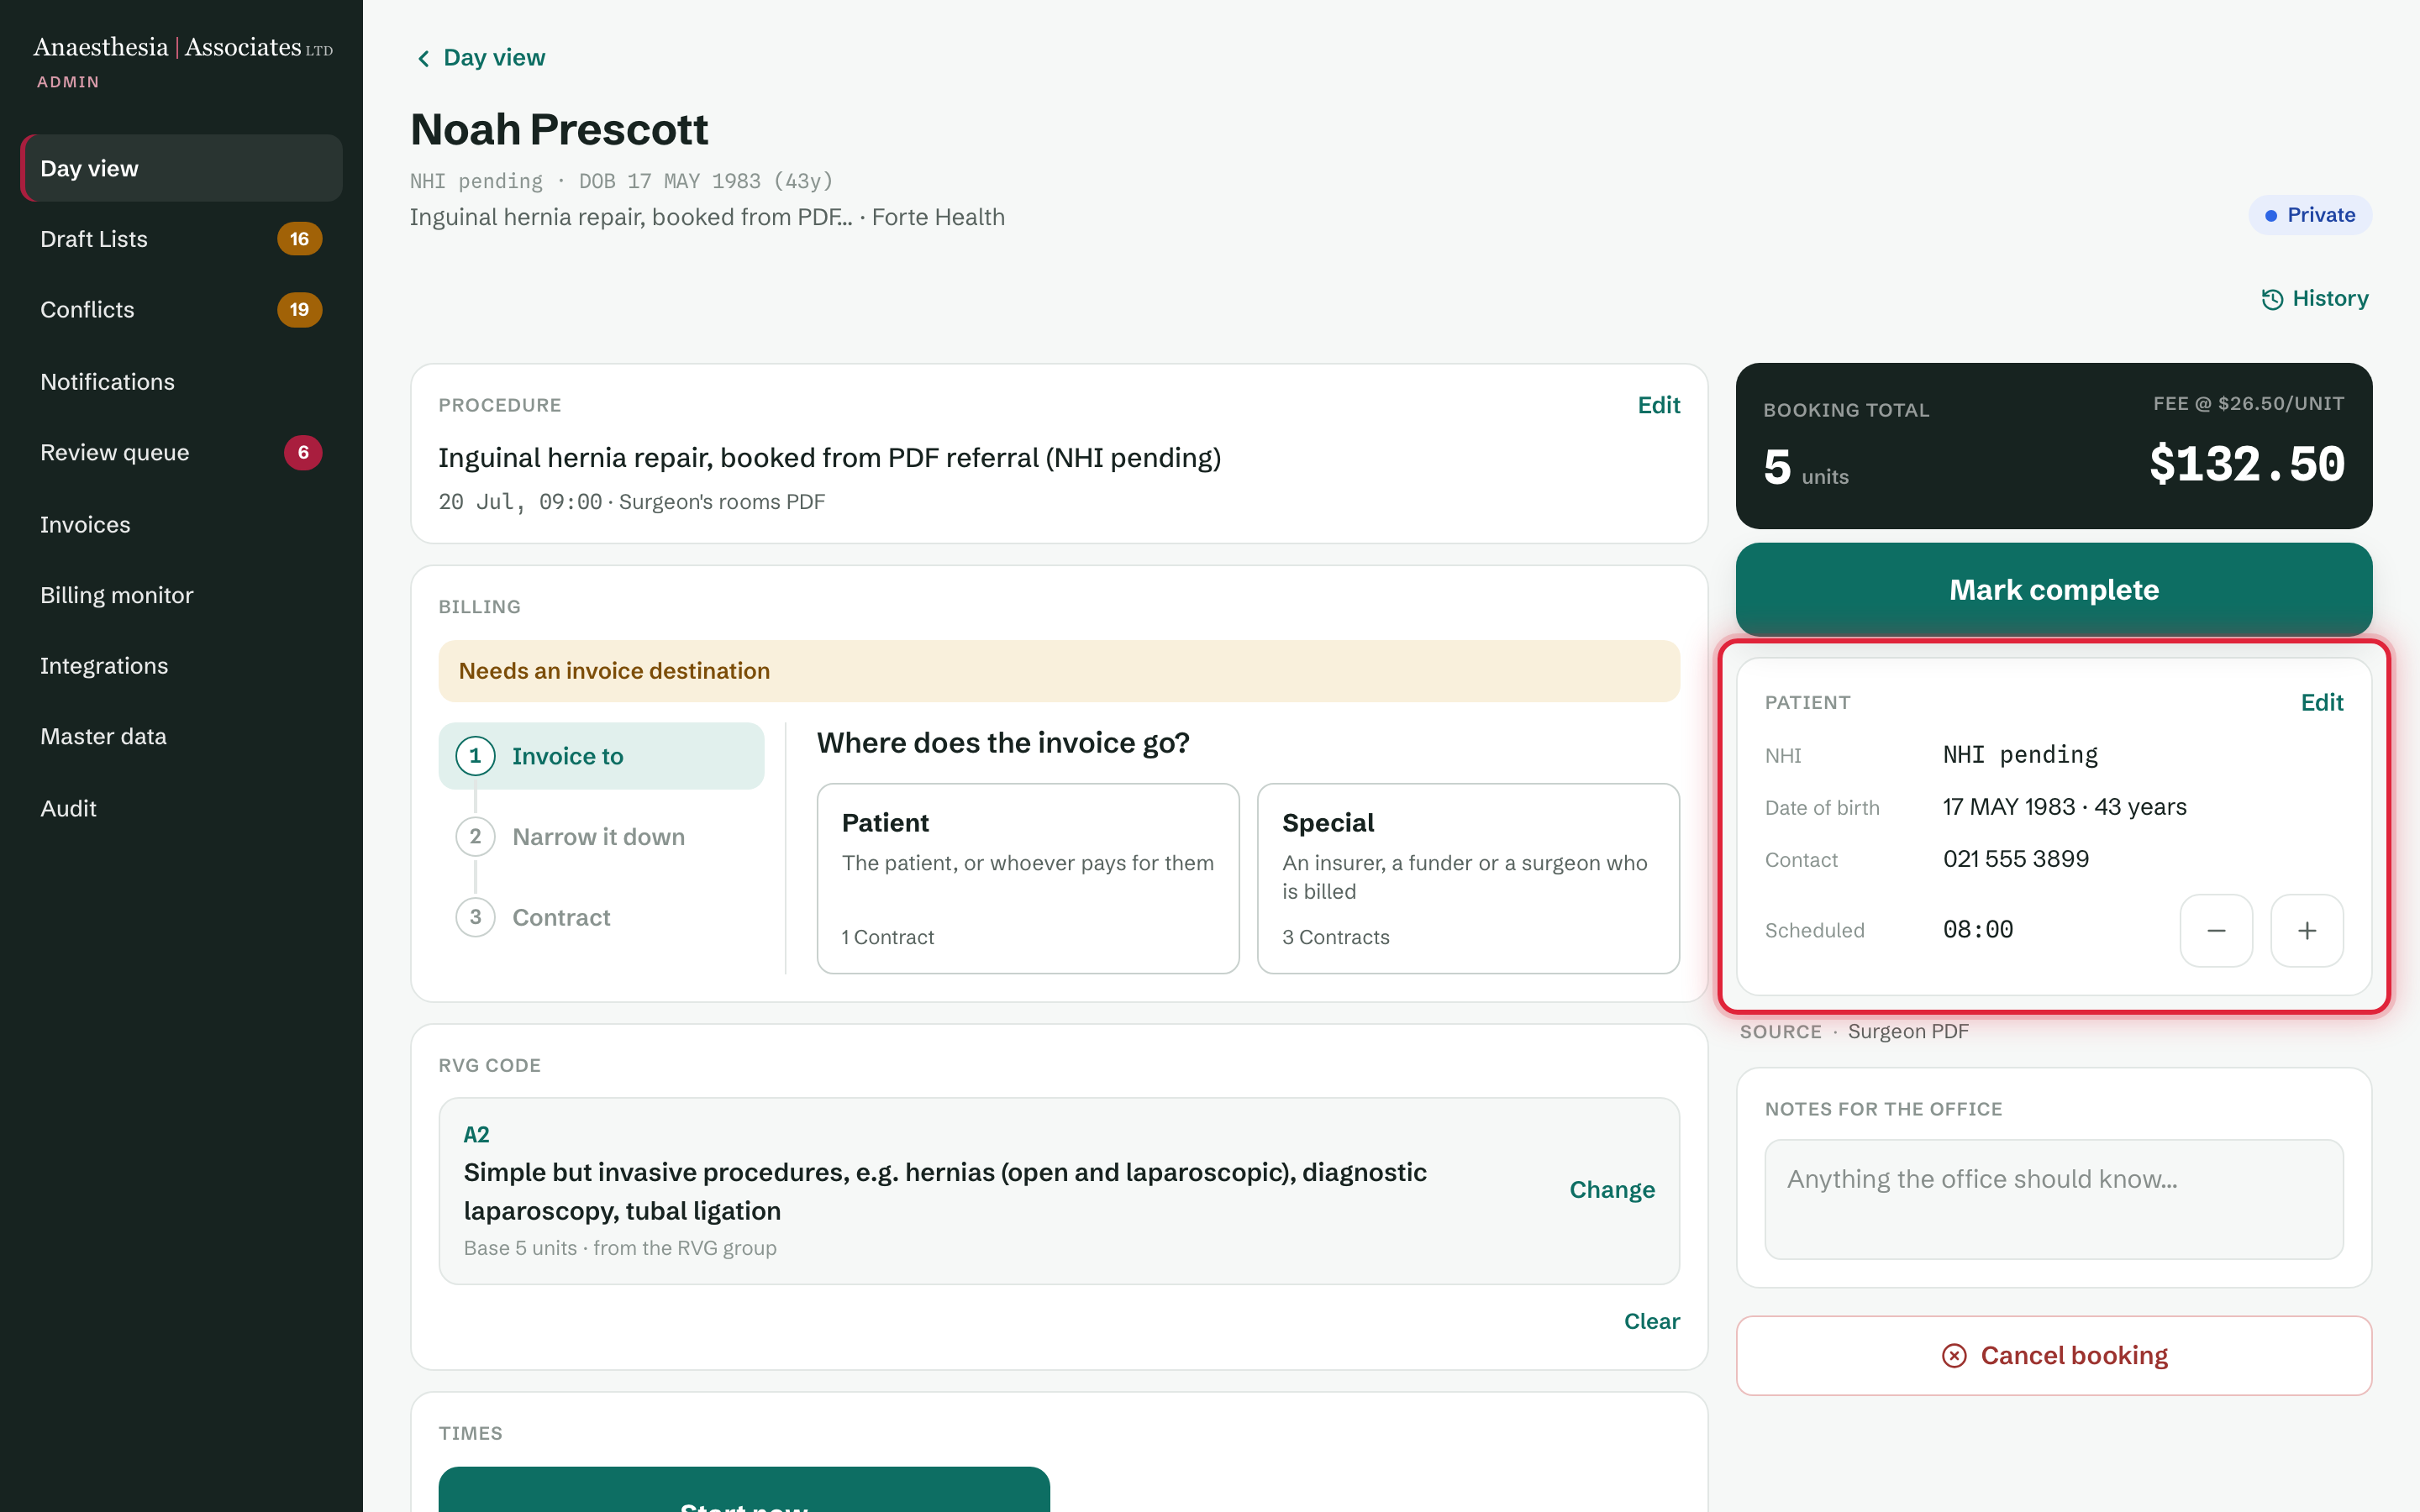 Anaesthesia | Associates LTD
ADMIN
Day view
Draft Lists 16
Conflicts 19
Notifications
Review queue 6
Invoices
Billing monitor
Integrations
Master data
Audit
Day view
Noah Prescott
NHI pending · DOB 17 MAY 1983 (43y)
Inguinal hernia repair, booked from PDF... · Forte Health
Private
History
PROCEDURE
Edit
Inguinal hernia repair, booked from PDF referral (NHI pending)
20 Jul, 09:00 · Surgeon's rooms PDF
BILLING
Needs an invoice destination
1 Invoice to
2 Narrow it down
3 Contract
Where does the invoice go?
Patient
The patient, or whoever pays for them
1 Contract
Special
An insurer, a funder or a surgeon who
is billed
3 Contracts
RVG CODE
A2
Simple but invasive procedures, e.g. hernias (open and laparoscopic), diagnostic
laparoscopy, tubal ligation
Base 5 units · from the RVG group
Change
Clear
TIMES
Start now
BOOKING TOTAL
5 units
FEE @ $26.50/UNIT
$132.50
Mark complete
PATIENT
Edit
NHI NHI pending
Date of birth 17 MAY 1983 · 43 years
Contact 021 555 3899
Scheduled 08:00 − +
SOURCE · Surgeon PDF
NOTES FOR THE OFFICE
Anything the office should know...
Cancel booking